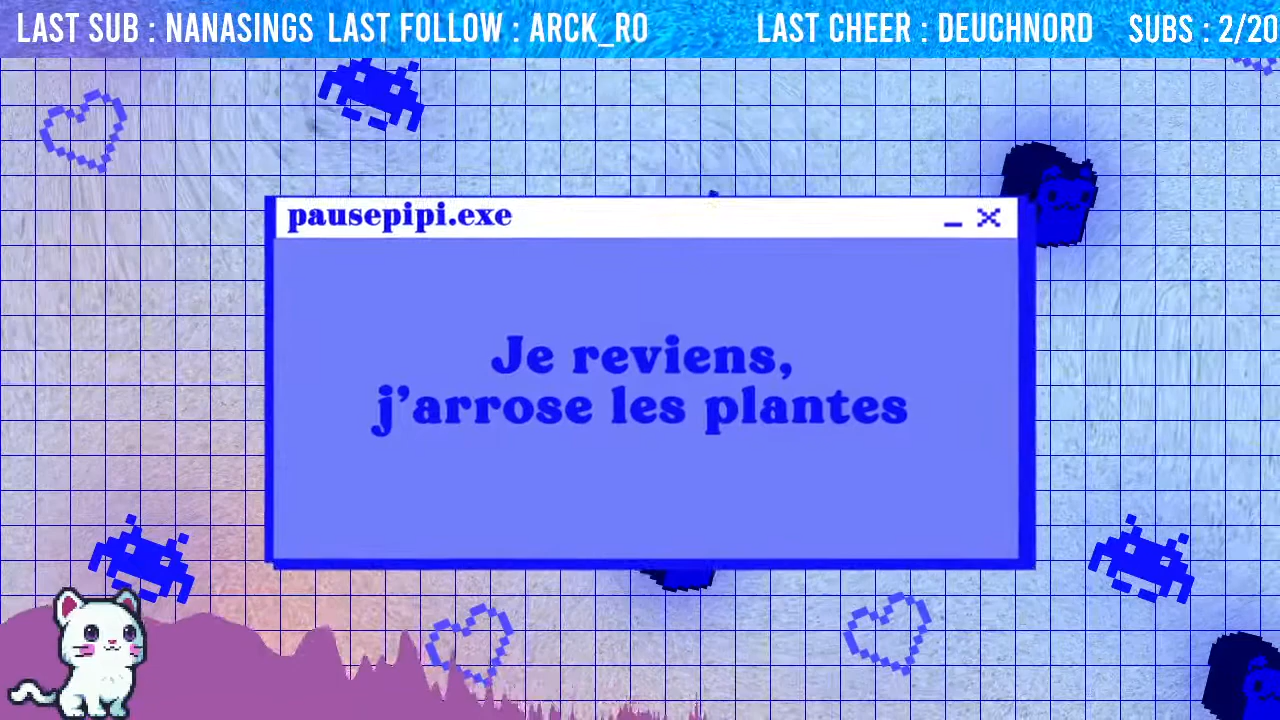 LAST SUB : NANASINGS LAST FOLLOW : ARCK_RO LAST CHEER : DEUCHNORD SUBS : 2/20
pausepipi.exe
Je reviens,
j’arrose les plantes